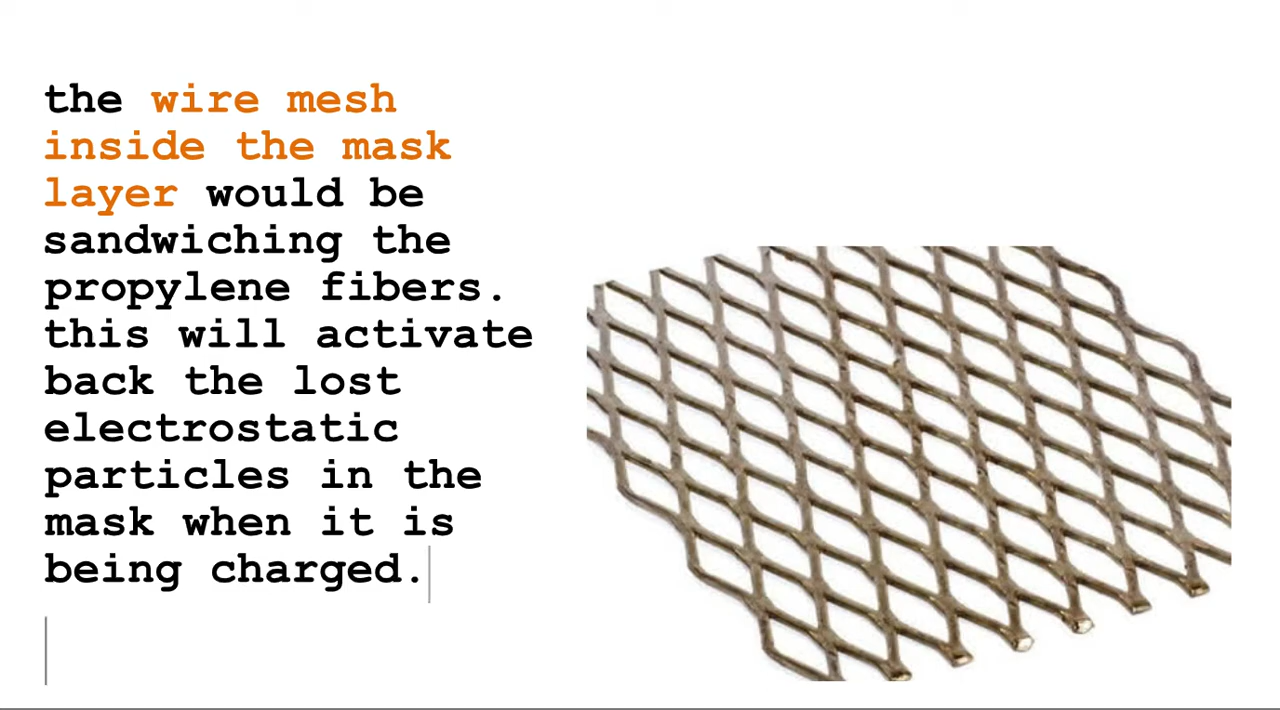 the wire mesh
inside the mask
layer would be
sandwiching the
propylene fibers.
this will activate
back the lost
electrostatic
particles in the
mask when it is
being charged.